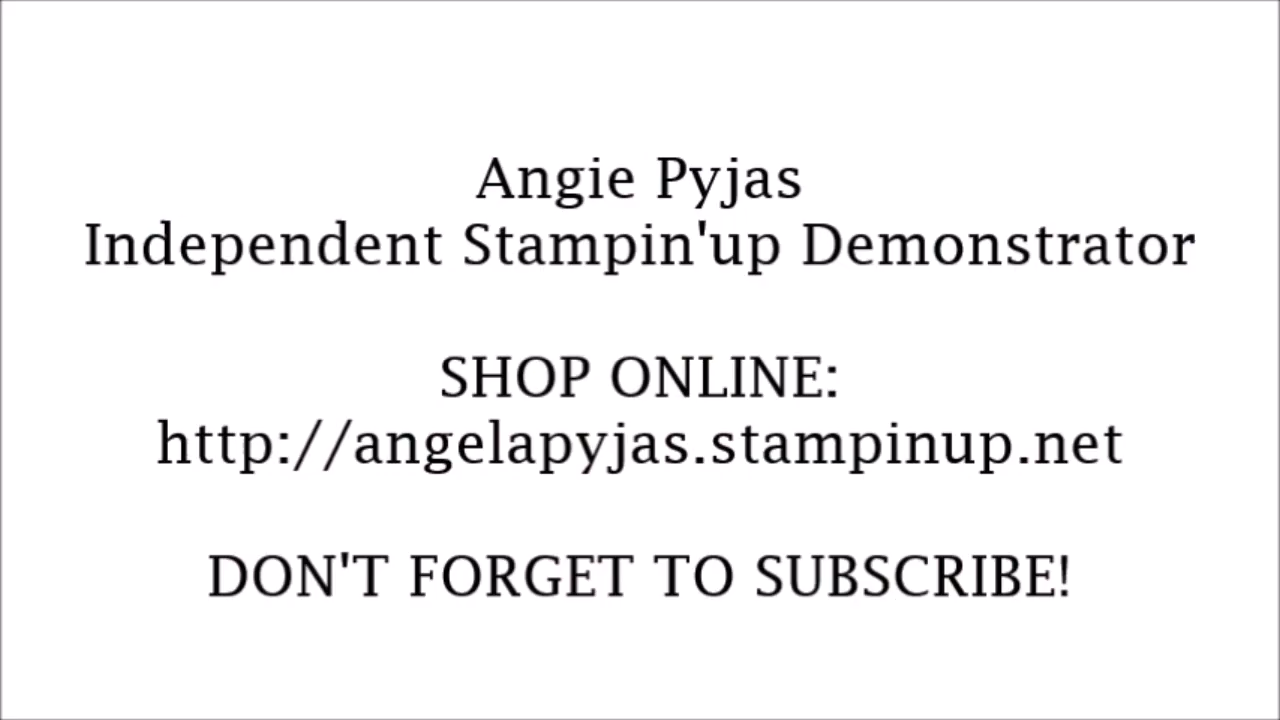 Angie Pyjas
Independent Stampin'up Demonstrator
SHOP ONLINE:
http://angelapyjas.stampinup.net
DON'T FORGET TO SUBSCRIBE!